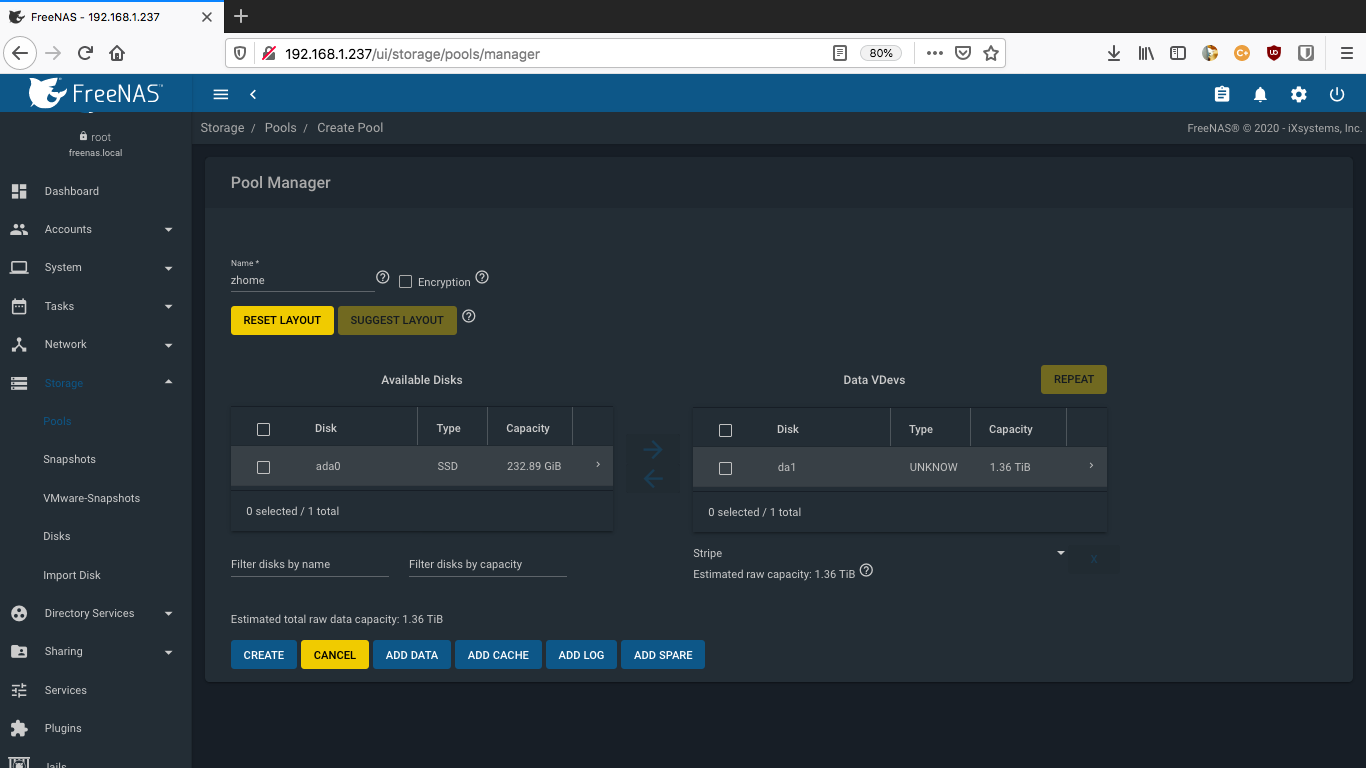 FreeNAS - 192.168.1.237
192.168.1.237/ui/storage/pools/manager
80%
FreeNAS
Storage / Pools / Create Pool
FreeNAS® © 2020 - iXsystems, Inc.
root
freenas.local
Dashboard
Accounts
System
Tasks
Network
Storage
Pools
Snapshots
VMware-Snapshots
Disks
Import Disk
Directory Services
Sharing
Services
Plugins
Jails
Pool Manager
Name *
zhome
Encryption
RESET LAYOUT SUGGEST LAYOUT
Available Disks
Disk Type Capacity
ada0 SSD 232.89 GiB
0 selected / 1 total
Filter disks by name Filter disks by capacity
Data VDevs REPEAT
Disk Type Capacity
da1 UNKNOW 1.36 TiB
0 selected / 1 total
Stripe X
Estimated raw capacity: 1.36 TiB
Estimated total raw data capacity: 1.36 TiB
CREATE CANCEL ADD DATA ADD CACHE ADD LOG ADD SPARE